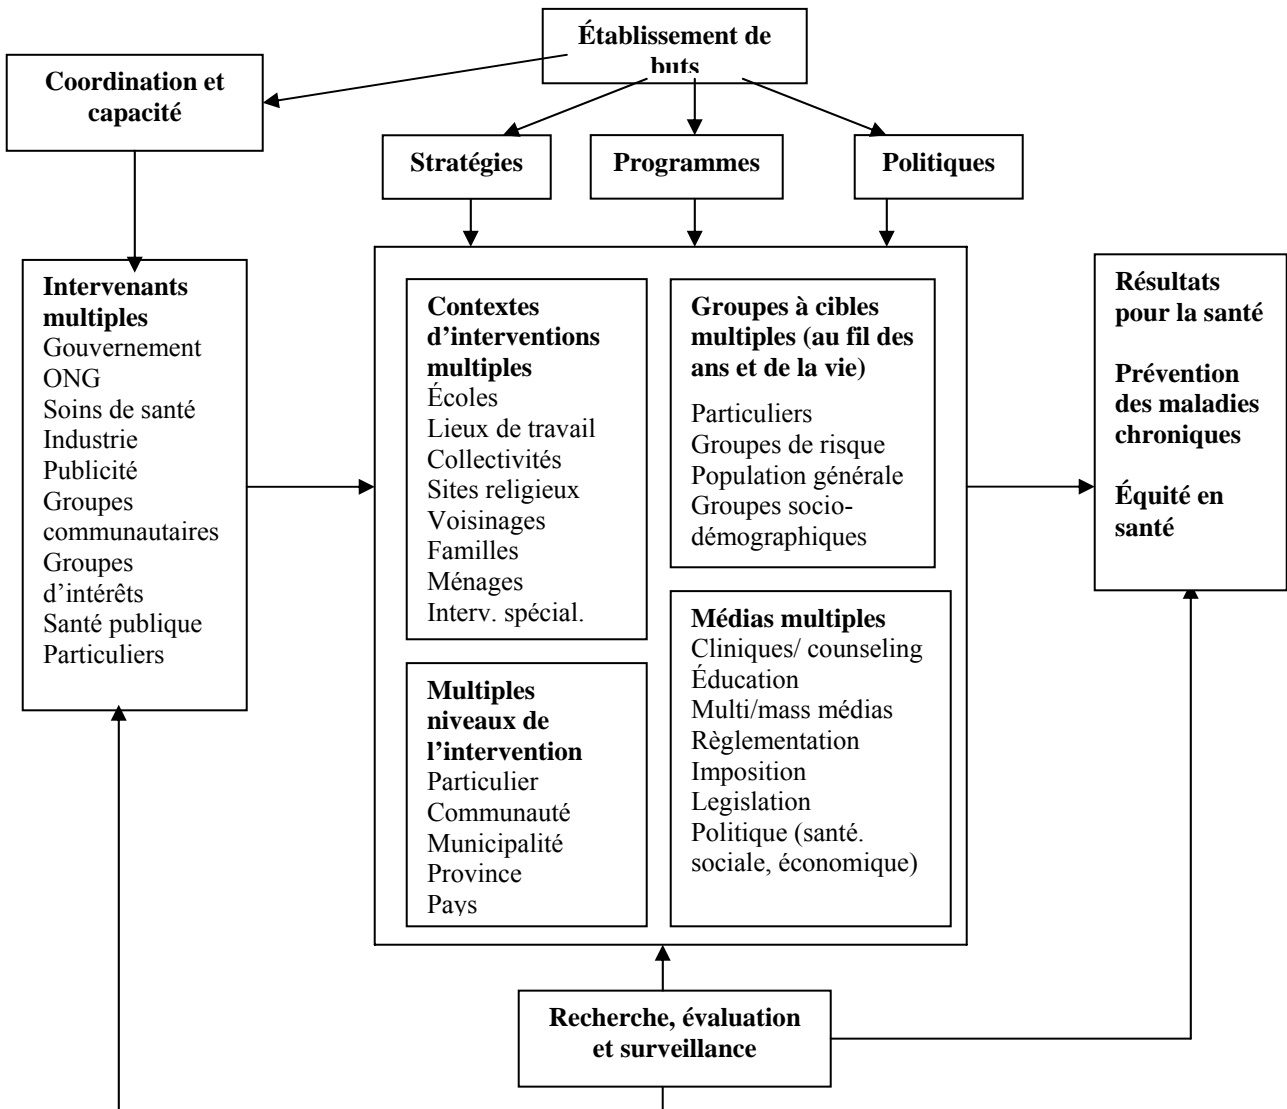 Établissement de
buts
Coordination et
capacité
Stratégies
Programmes
Politiques
Intervenants
multiples
Gouvernement
ONG
Soins de santé
Industrie
Publicité
Groupes
communautaires
Groupes
d’intérêts
Santé publique
Particuliers
Contextes
d’interventions
multiples
Écoles
Lieux de travail
Collectivités
Sites religieux
Voisinages
Familles
Ménages
Interv. spécial.
Multiples
niveaux de
l’intervention
Particulier
Communauté
Municipalité
Province
Pays
Groupes à cibles
multiples (au fil des
ans et de la vie)
Particuliers
Groupes de risque
Population générale
Groupes socio-
démographiques
Médias multiples
Cliniques/ counseling
Éducation
Multi/mass médias
Règlementation
Imposition
Legislation
Politique (santé.
sociale, économique)
Résultats
pour la santé
Prévention
des maladies
chroniques
Équité en
santé
Recherche, évaluation
et surveillance